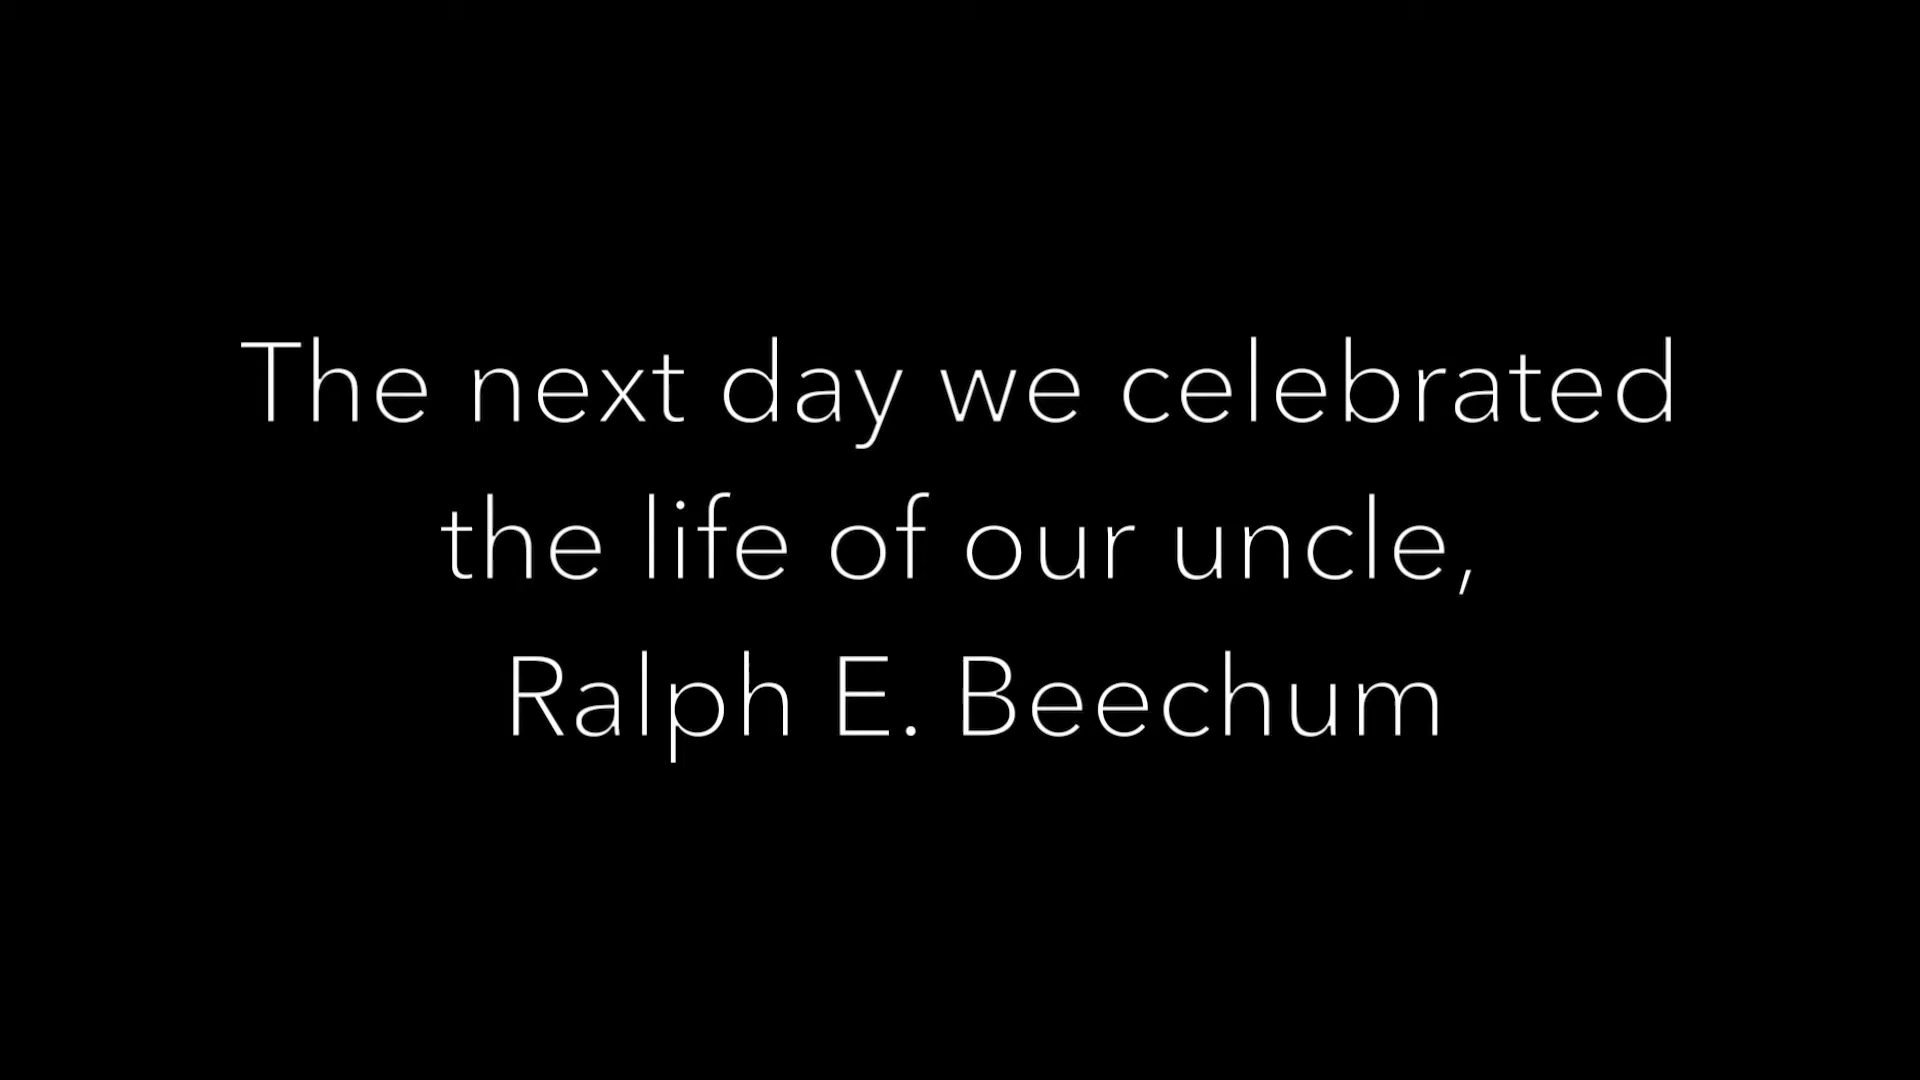 The next day we celebrated
the life of our uncle,
Ralph E. Beechum